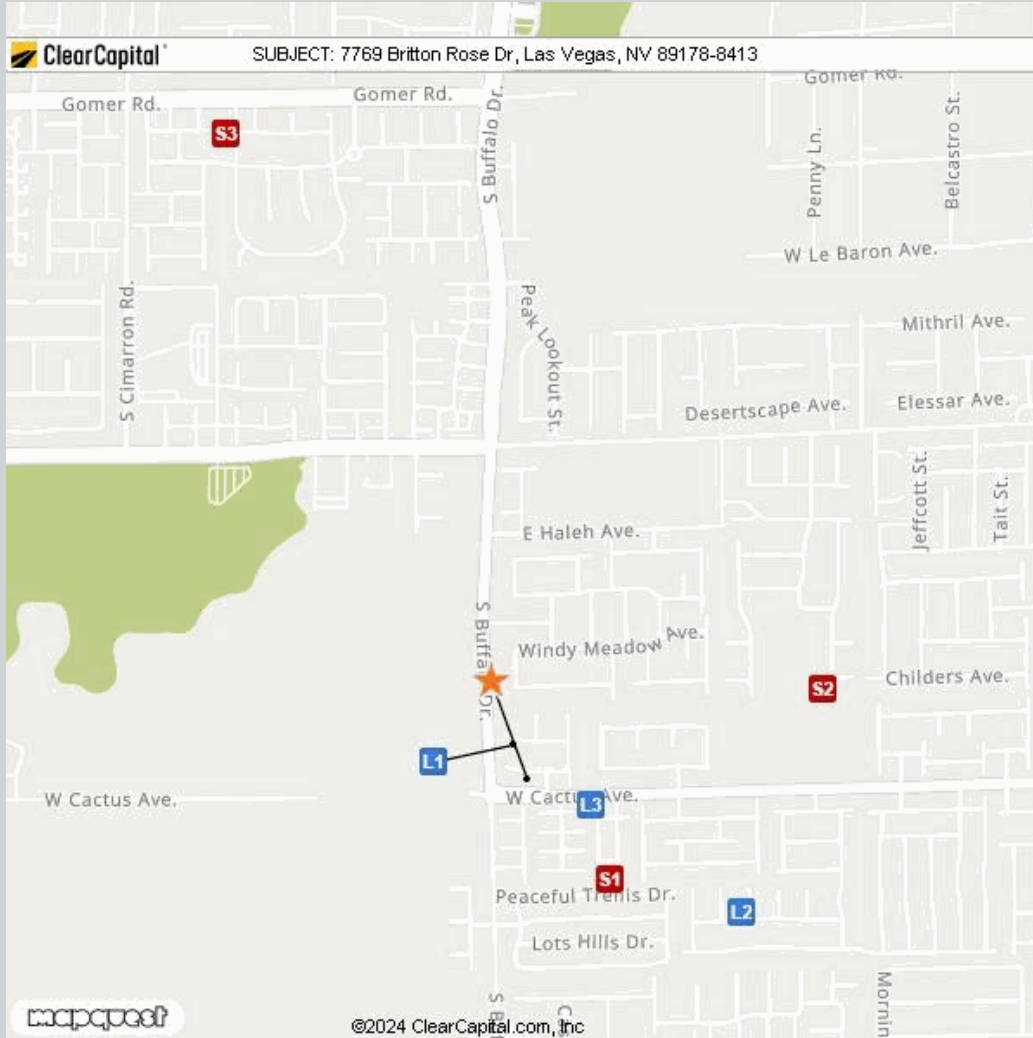 ClearCapital SUBJECT: 7769 Britton Rose Dr, Las Vegas, NV 89178-8413
Gomer Rd.
Gomer Rd.
Gomer Rd.
S3
S Buffalo Dr.
Penny Ln.
Belcastro St.
W Le Baron Ave.
S Cimarron Rd.
Peak Lookout St.
Mithril Ave.
Desertscape Ave.
Elessar Ave.
Jeffcott St.
Tait St.
E Haleh Ave.
S Buffal Dr.
Windy Meadow Ave.
S2
Childers Ave.
L1
W Cactus Ave.
W Cactu Ave.
L3
S1
Peaceful Trellis Dr.
L2
Lots Hills Dr.
Mornin
mapquest
©2024 ClearCapital.com, Inc